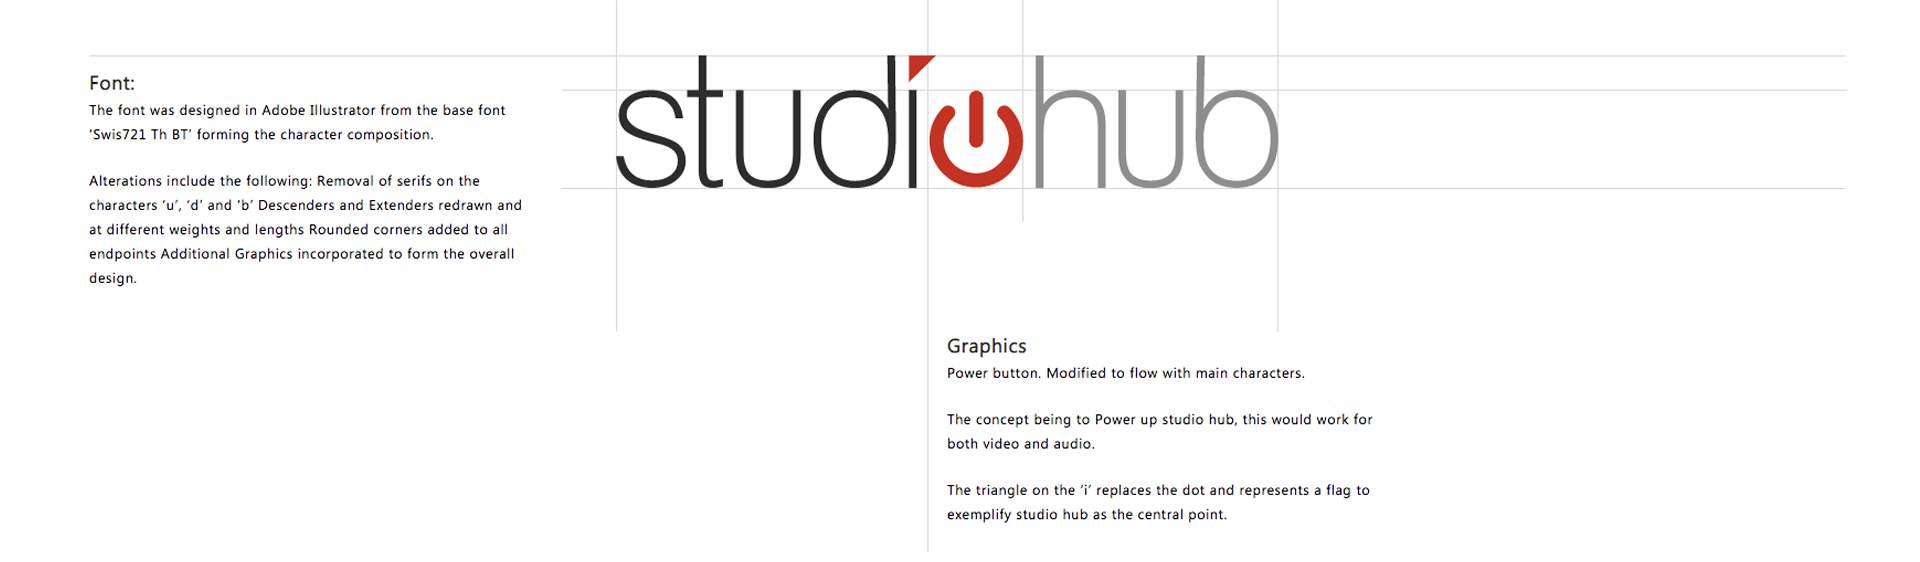 studiohub
Font:
The font was designed in Adobe Illustrator from the base font
‘Swis721 Th BT’ forming the character composition.
Alterations include the following: Removal of serifs on the
characters ‘u’, ‘d’ and ‘b’ Descenders and Extenders redrawn and
at different weights and lengths Rounded corners added to all
endpoints Additional Graphics incorporated to form the overall
design.
Graphics
Power button. Modified to flow with main characters.
The concept being to Power up studio hub, this would work for
both video and audio.
The triangle on the ‘i’ replaces the dot and represents a flag to
exemplify studio hub as the central point.